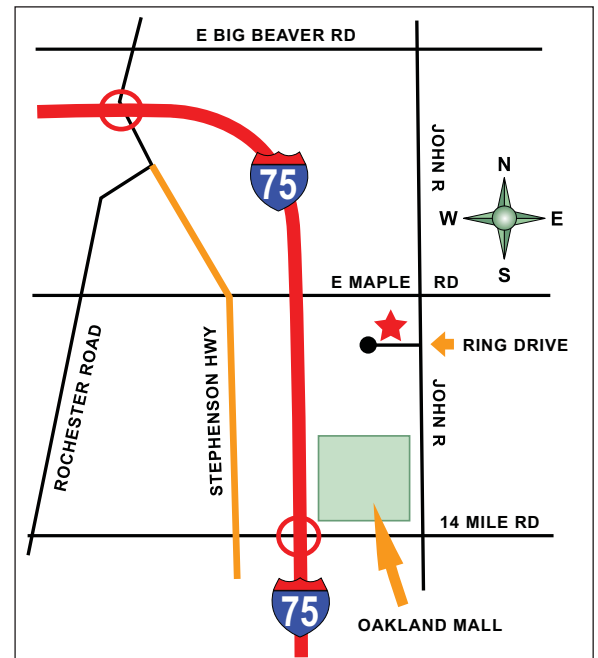 E BIG BEAVER RD
JOHN R
75
N
W E
S
E MAPLE RD
RING DRIVE
ROCHESTER ROAD
STEPHENSON HWY
JOHN R
14 MILE RD
75
OAKLAND MALL